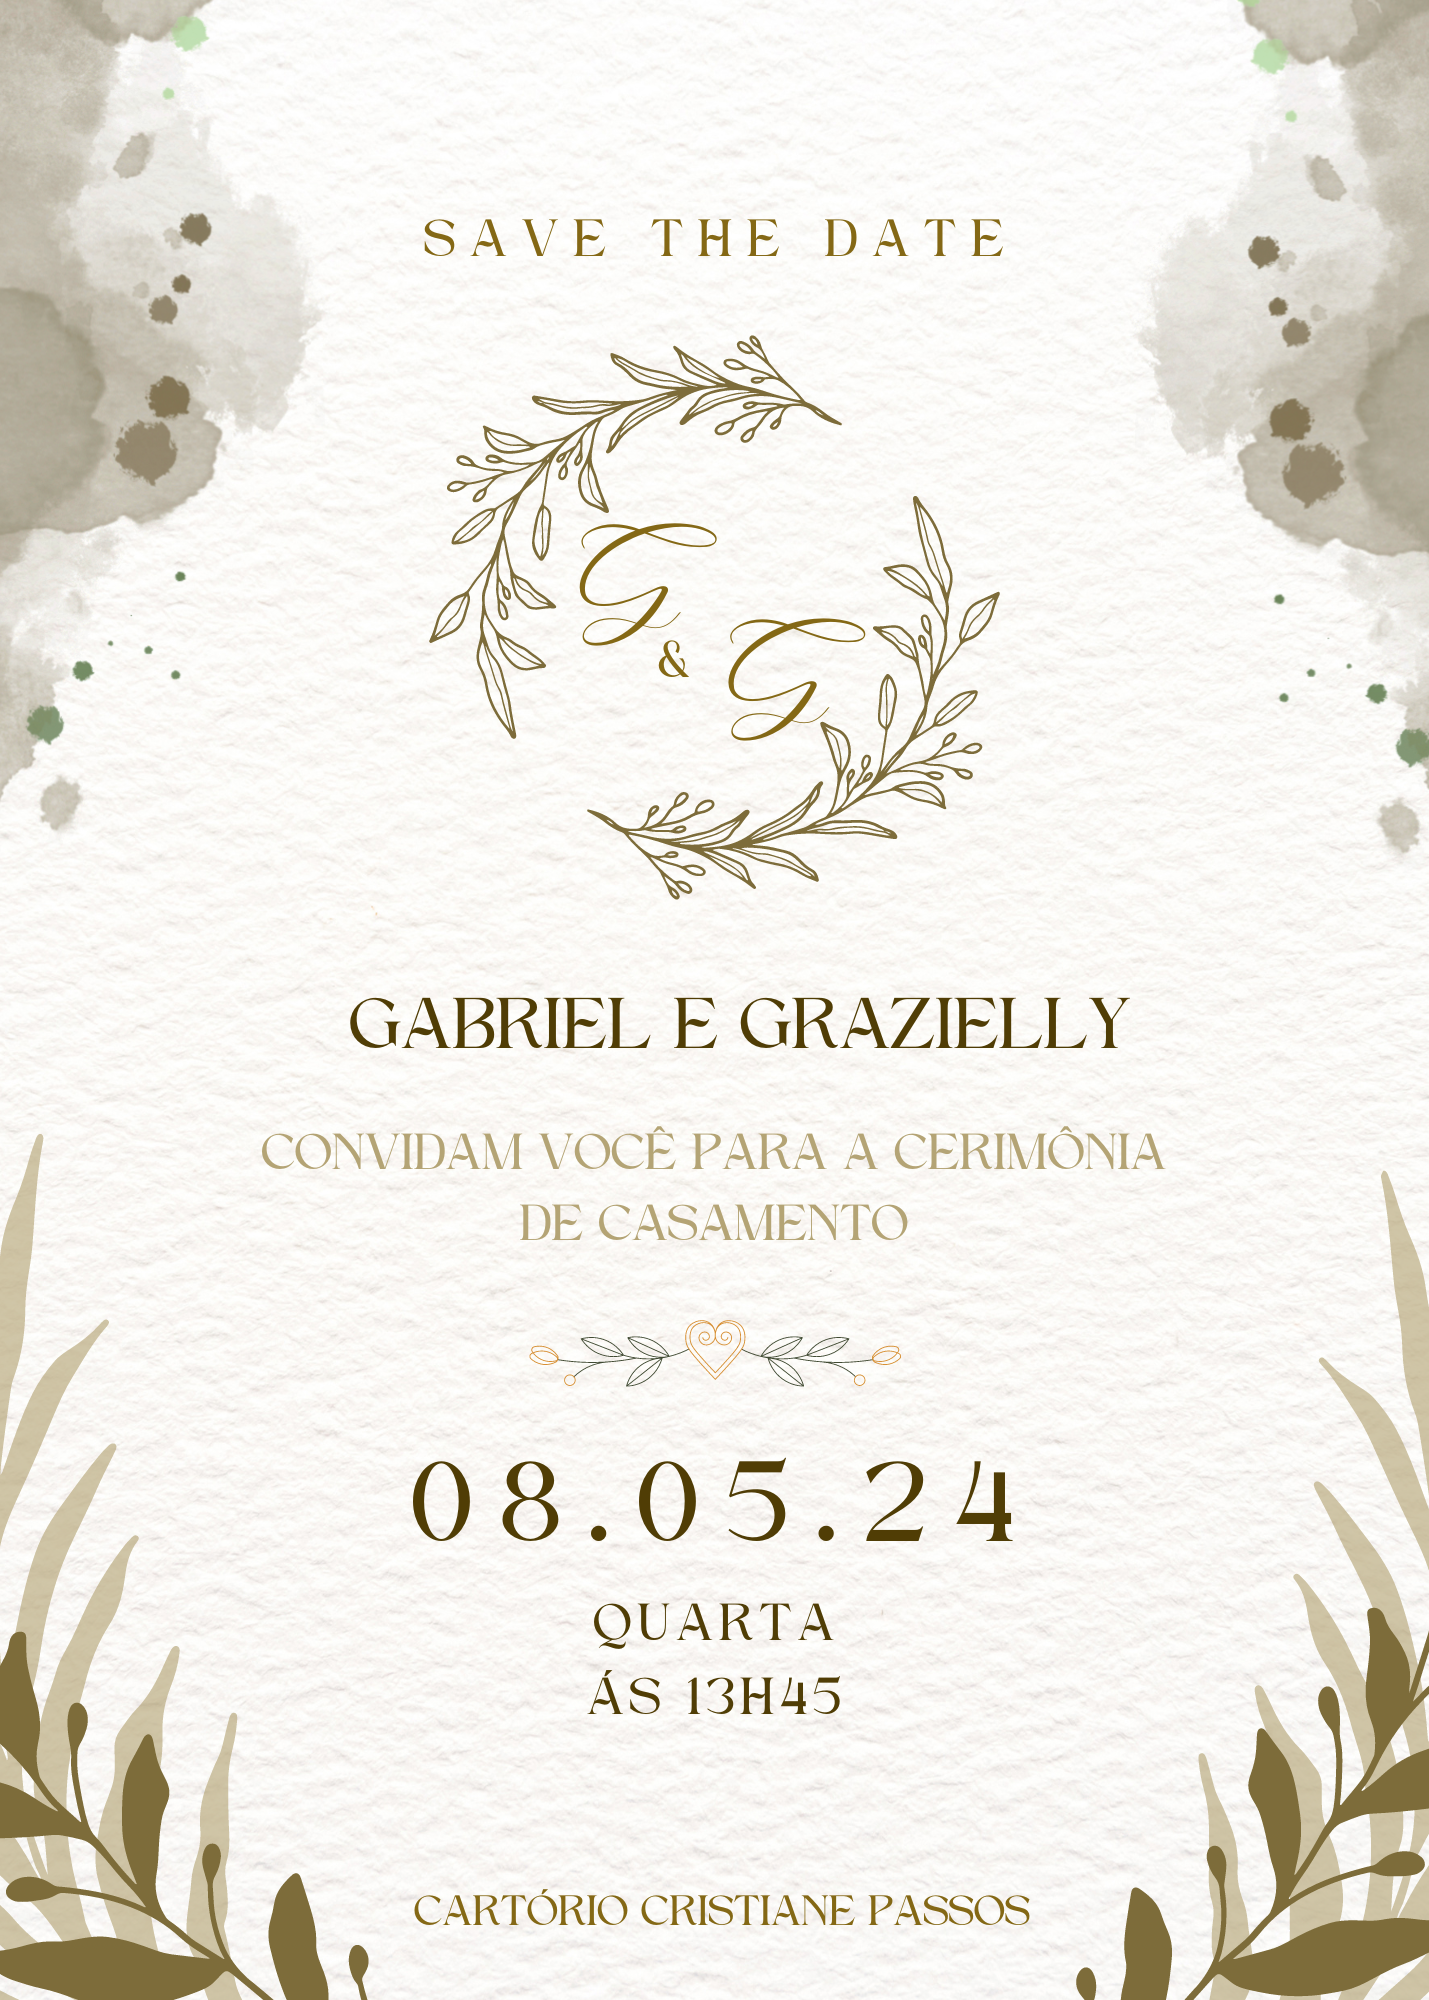 SAVE THE DATE
G
&
G
GABRIEL E GRAZIELLY
CONVIDAM VOCÊ PARA A CERIMÔNIA
DE CASAMENTO
08.05.24
QUARTA
ÁS 13H45
CARTÓRIO CRISTIANE PASSOS